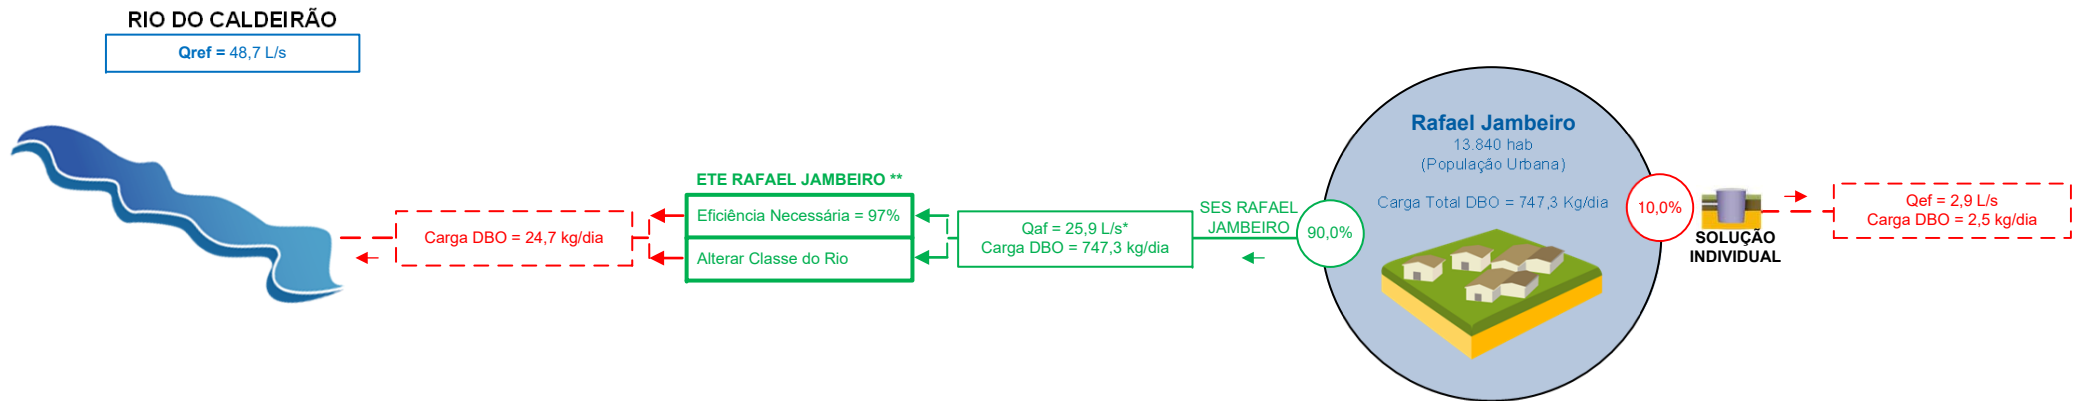 RIO DO CALDEIRÃO
Qref = 48,7 L/s
Carga DBO = 24,7 kg/dia
ETE RAFAEL JAMBEIRO **
Eficiência Necessária = 97%
Alterar Classe do Rio
Qaf = 25,9 L/s*
Carga DBO = 747,3 kg/dia
SES RAFAEL
JAMBEIRO
90,0%
Rafael Jambeiro
13.840 hab
(População Urbana)
Carga Total DBO = 747,3 Kg/dia
10,0%
SOLUÇÃO
INDIVIDUAL
Qef = 2,9 L/s
Carga DBO = 2,5 kg/dia